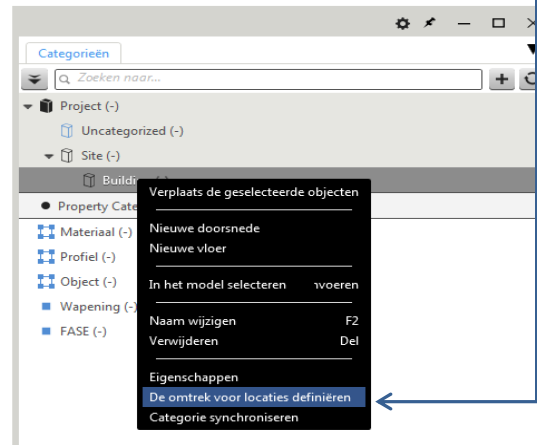 Categorieën
Zoeken naar...
Project (-)
Uncategorized (-)
Site (-)
Verplaats de geselecteerde objecten
Property Cate
Nieuwe doorsnede
Materiaal (-)
Nieuwe vloer
Profiel (-)
Object (-)
In het model selecteren
Wapening (-)
Naam wijzigen F2
FASE (-)
Verwijderen Del
Eigenschappen
De omtrek voor locaties definiëren
Categorie synchroniseren